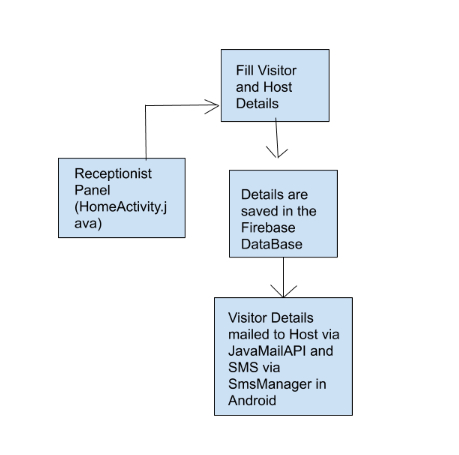 Fill Visitor
and Host
Details
Receptionist
Panel
(HomeActivity.j
ava)
Details are
saved in the
Firebase
DataBase
Visitor Details
mailed to Host via
JavaMailAPI and
SMS via
SmsManager in
Android